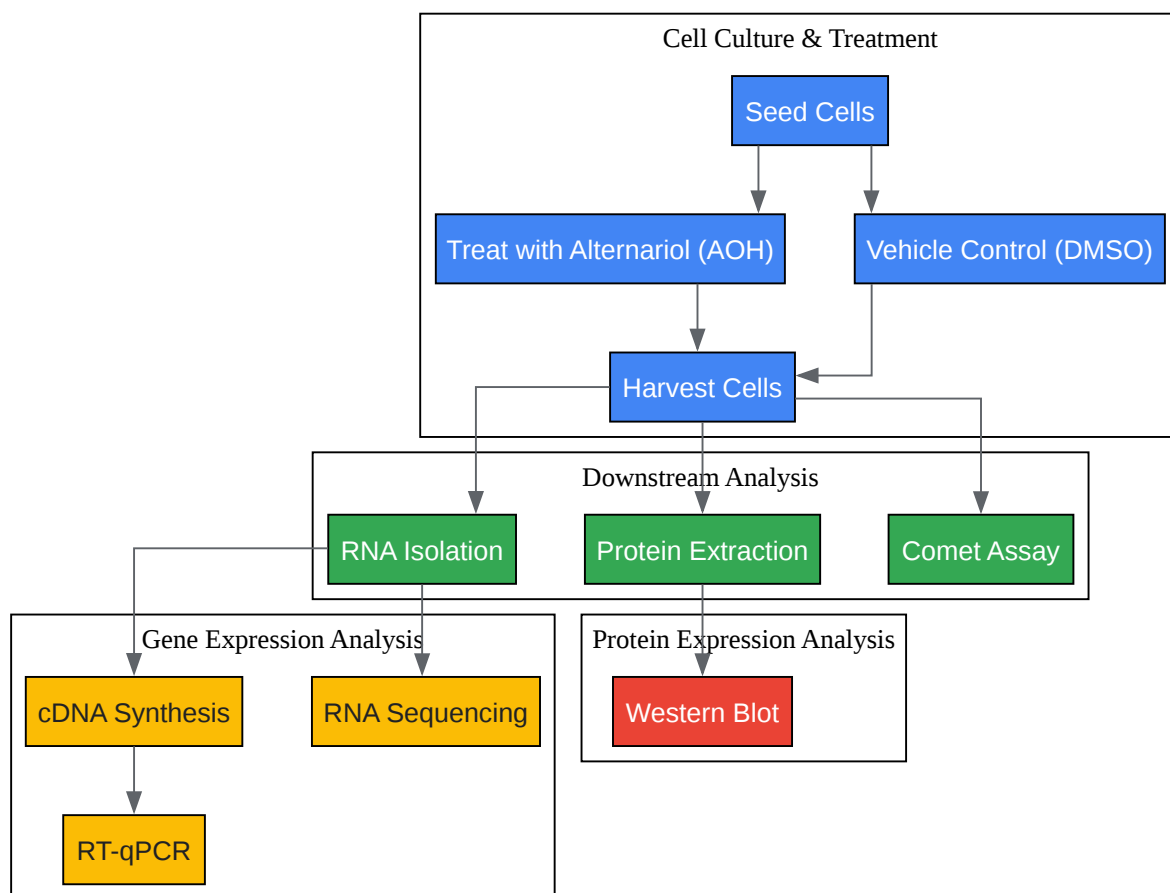 Cell Culture & Treatment
Seed Cells
Treat with Alternariol (AOH)
Vehicle Control (DMSO)
Harvest Cells
Downstream Analysis
RNA Isolation
Protein Extraction
Comet Assay
Gene Expression Analysis
Protein Expression Analysis
cDNA Synthesis
RNA Sequencing
Western Blot
RT-qPCR